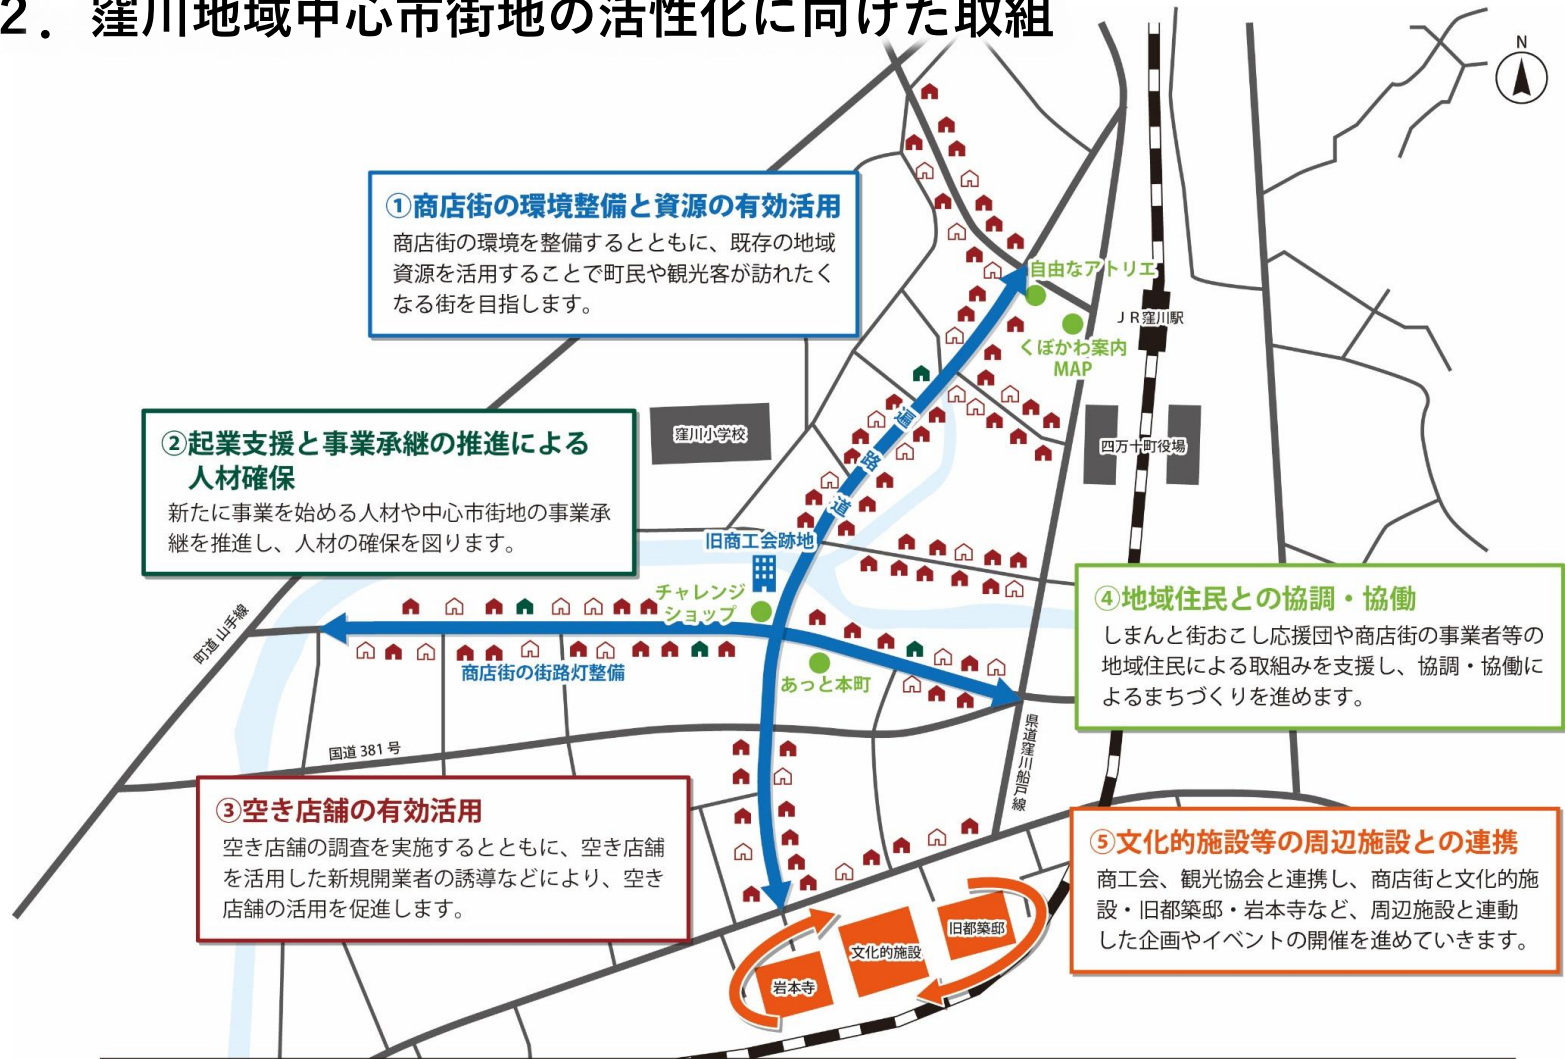 ２．窪川地域中心市街地の活性化に向けた取組
N
①商店街の環境整備と資源の有効活用
商店街の環境を整備するとともに、既存の地域
資源を活用することで町民や観光客が訪れたく
なる街を目指します。
自由なアトリエ
ＪＲ窪川駅
くぼかわ案内
MAP
②起業支援と事業承継の推進による
人材確保
新たに事業を始める人材や中心市街地の事業承
継を推進し、人材の確保を図ります。
窪川小学校
遍路道
四万十町役場
旧商工会跡地
チャレンジ
ショップ
町道 山手線
商店街の街路灯整備
あっと本町
④地域住民との協調・協働
しまんと街おこし応援団や商店街の事業者等の
地域住民による取組みを支援し、協調・協働に
よるまちづくりを進めます。
国道 381 号
県道窪川船戸線
③空き店舗の有効活用
空き店舗の調査を実施するとともに、空き店舗
を活用した新規開業者の誘導などにより、空き
店舗の活用を促進します。
⑤文化的施設等の周辺施設との連携
商工会、観光協会と連携し、商店街と文化的施
設・旧都築邸・岩本寺など、周辺施設と連動
した企画やイベントの開催を進めていきます。
旧都築邸
文化的施設
岩本寺